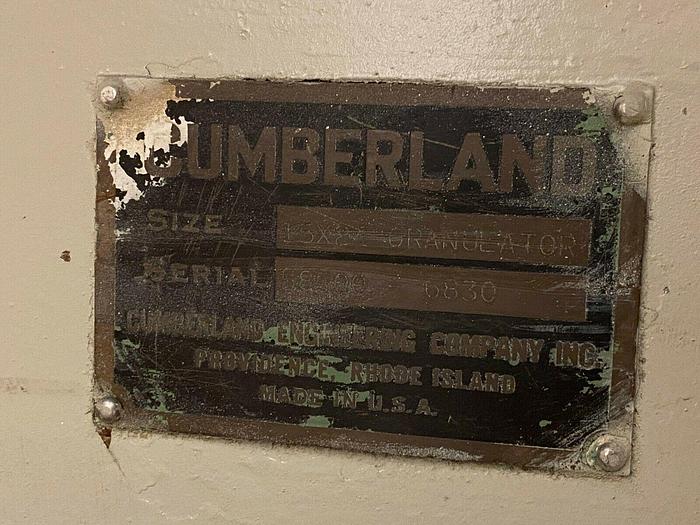 CUMBERLAND
SIZE GRANULATOR
SERIAL 6830
CUMBERLAND ENGINEERING COMPANY INC.
PROVIDENCE, RHODE ISLAND
MADE IN U.S.A.